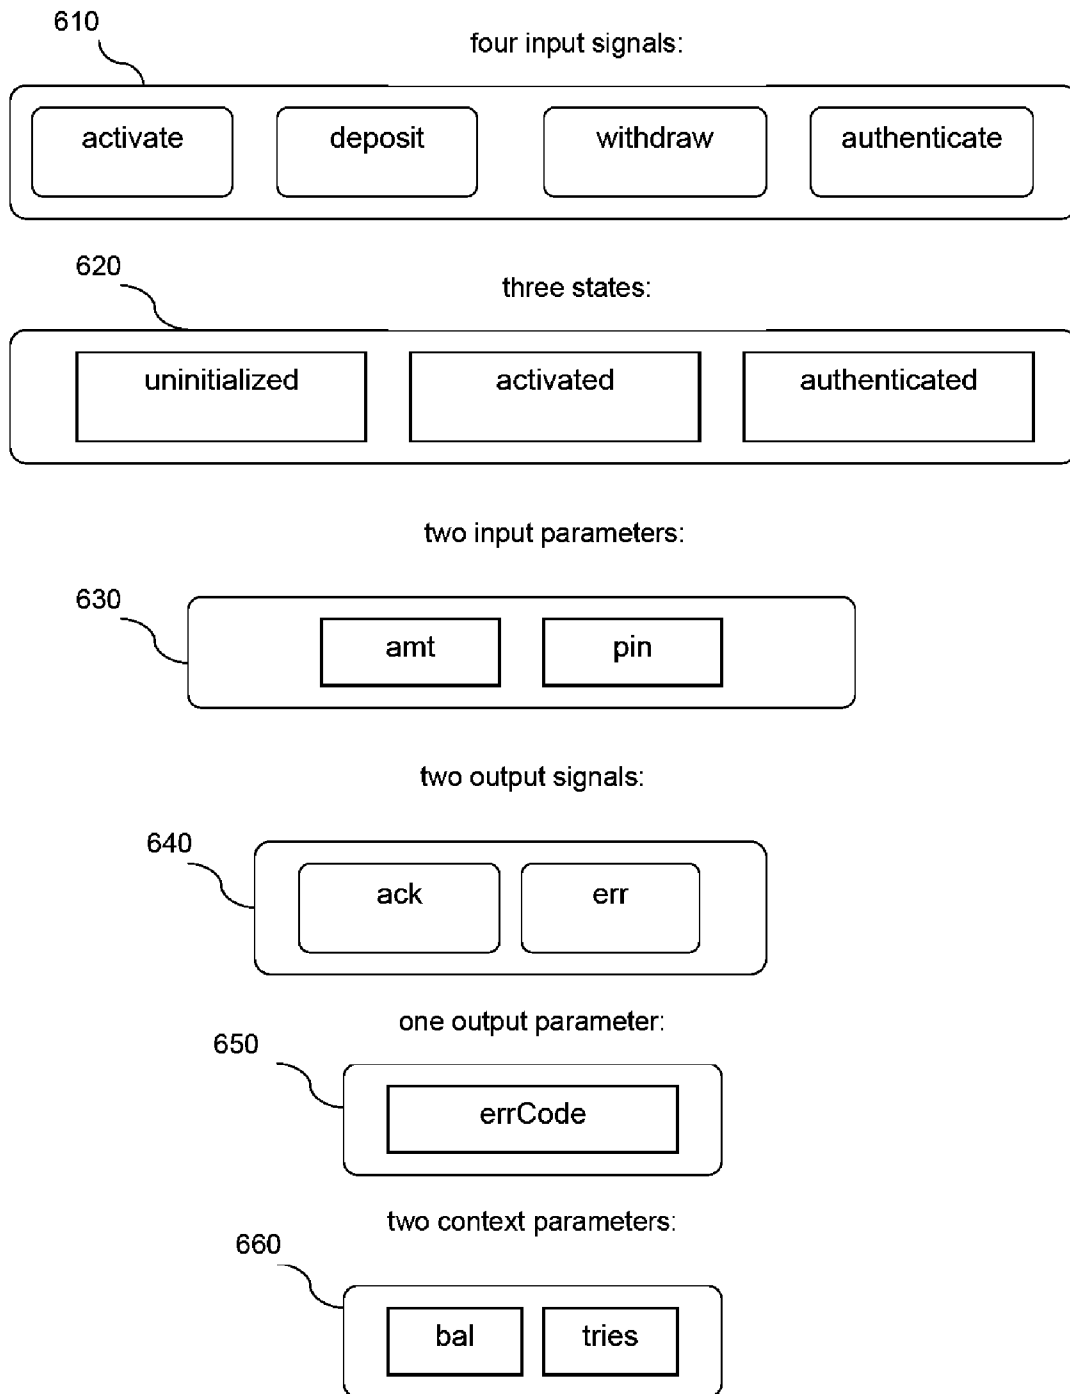 610
four input signals:
activate deposit withdraw authenticate
620
three states:
uninitialized activated authenticated
two input parameters:
630
amt pin
two output signals:
640
ack err
one output parameter:
650
errCode
two context parameters:
660
bal tries